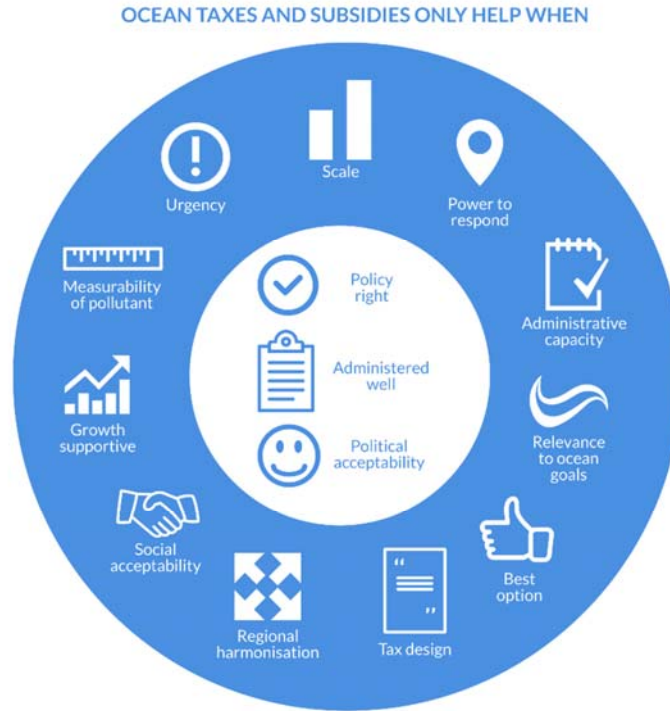 OCEAN TAXES AND SUBSIDIES ONLY HELP WHEN
Scale
Power to
respond
Administrative
capacity
Relevance
to ocean
goals
Best
option
Tax design
Regional
harmonisation
Social
acceptability
Growth
supportive
Measurability
of pollutant
Urgency
Policy
right
Administered
well
Political
acceptability